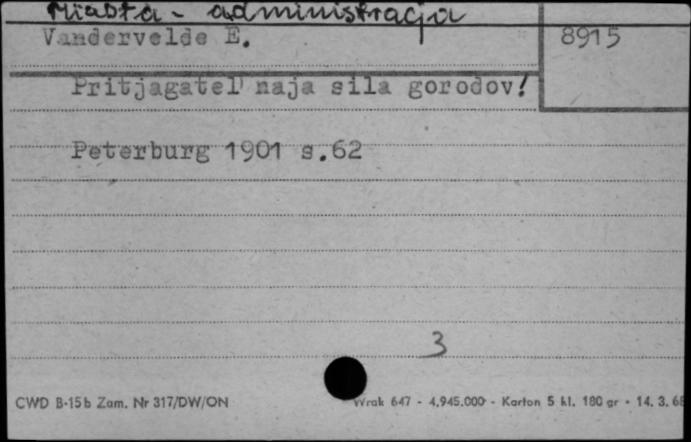 Miasta - administracja
Vandervelde E. 8915
Pritjagatel'naja sila gorodov!
Peterburg 1901 s.62
3
CWD B-15b Zam. Nr 317/DW/ON Wrak 647 - 4,945.000 - Karton 5 kl. 180 gr - 14. 3. 68